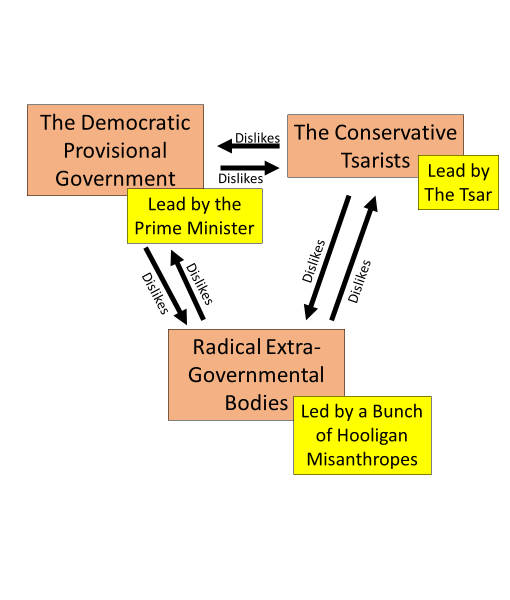 The Democratic
Provisional
Government
Lead by the
Prime Minister
Dislikes
Dislikes
The Conservative
Tsarists
Lead by
The Tsar
Dislikes
Dislikes
Dislikes
Dislikes
Radical Extra-
Governmental
Bodies
Led by a Bunch
of Hooligan
Misanthropes